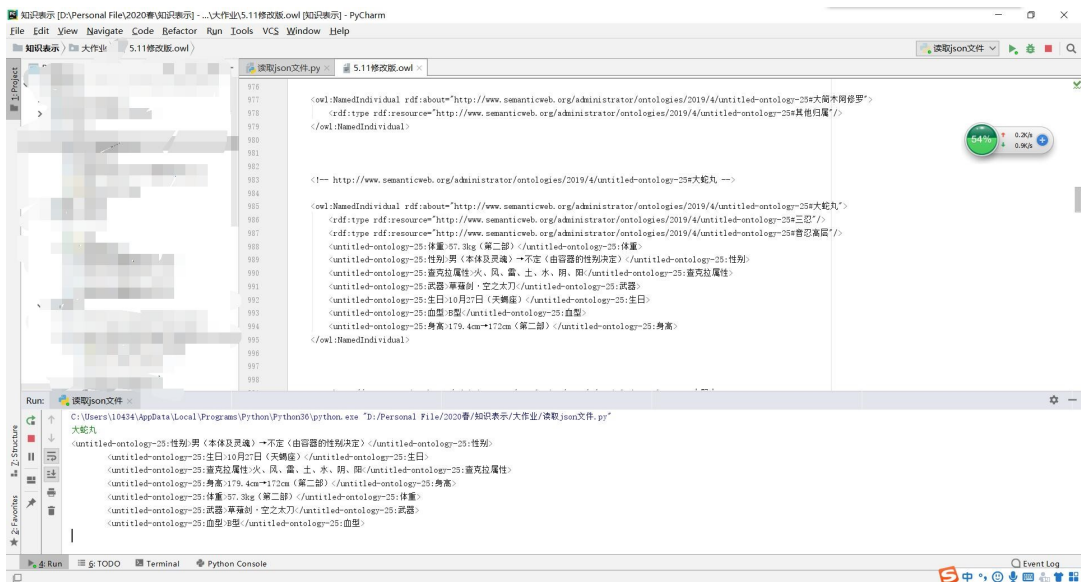 知识表示 [D:\Personal File\2020春\知识表示] - ...\大作业\5.11修改版.owl [知识表示] - PyCharm
File Edit View Navigate Code Refactor Run Tools VCS Window Help
知识表示 大作业 5.11修改版.owl 读取json文件
1: Project 读取json文件.py 5.11修改版.owl
976
977 <owl:NamedIndividual rdf:about="http://www.semanticweb.org/administrator/ontologies/2019/4/untitled-ontology-25#大筒木阿修罗">
978 <rdf:type rdf:resource="http://www.semanticweb.org/administrator/ontologies/2019/4/untitled-ontology-25#其他归属"/>
979 </owl:NamedIndividual>
980
981
982
983 <!-- http://www.semanticweb.org/administrator/ontologies/2019/4/untitled-ontology-25#大蛇丸 -->
984
985 <owl:NamedIndividual rdf:about="http://www.semanticweb.org/administrator/ontologies/2019/4/untitled-ontology-25#大蛇丸">
986 <rdf:type rdf:resource="http://www.semanticweb.org/administrator/ontologies/2019/4/untitled-ontology-25#三忍"/>
987 <rdf:type rdf:resource="http://www.semanticweb.org/administrator/ontologies/2019/4/untitled-ontology-25#音忍高层"/>
988 <untitled-ontology-25:体重>57.3kg（第二部）</untitled-ontology-25:体重>
989 <untitled-ontology-25:性别>男（本体及灵魂）→不定（由容器的性别决定）</untitled-ontology-25:性别>
990 <untitled-ontology-25:查克拉属性>火、风、雷、土、水、阴、阳</untitled-ontology-25:查克拉属性>
991 <untitled-ontology-25:武器>草薙剑·空之太刀</untitled-ontology-25:武器>
992 <untitled-ontology-25:生日>10月27日（天蝎座）</untitled-ontology-25:生日>
993 <untitled-ontology-25:血型>B型</untitled-ontology-25:血型>
994 <untitled-ontology-25:身高>179.4cm→172cm（第二部）</untitled-ontology-25:身高>
995 </owl:NamedIndividual>
996
997
998
54% 0.2K/s
0.9K/s
Run: 读取json文件
C:\Users\10434\AppData\Local\Programs\Python\Python36\python.exe "D:/Personal File/2020春/知识表示/大作业/读取json文件.py"
大蛇丸
<untitled-ontology-25:性别>男（本体及灵魂）→不定（由容器的性别决定）</untitled-ontology-25:性别>
<untitled-ontology-25:生日>10月27日（天蝎座）</untitled-ontology-25:生日>
<untitled-ontology-25:查克拉属性>火、风、雷、土、水、阴、阳</untitled-ontology-25:查克拉属性>
<untitled-ontology-25:身高>179.4cm→172cm（第二部）</untitled-ontology-25:身高>
<untitled-ontology-25:体重>57.3kg（第二部）</untitled-ontology-25:体重>
<untitled-ontology-25:武器>草薙剑·空之太刀</untitled-ontology-25:武器>
<untitled-ontology-25:血型>B型</untitled-ontology-25:血型>
Z: Structure
2: Favorites
4: Run 6: TODO Terminal Python Console Event Log
中